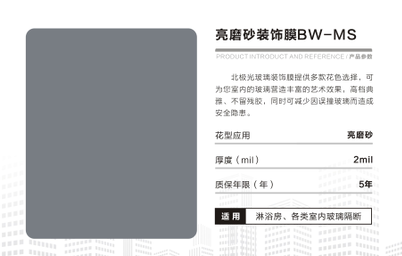 亮磨砂装饰膜BW-MS
PRODUCT INTRODUCT AND REFERENCE / 产品参数
北极光玻璃装饰膜提供多款花色选择，可
为您室内的玻璃营造丰富的艺术效果，高档典
雅、不留残胶，同时可减少因误撞玻璃而造成
安全隐患。
花型应用 亮磨砂
厚度（mil） 2mil
质保年限（年） 5年
适用 淋浴房、各类室内玻璃隔断